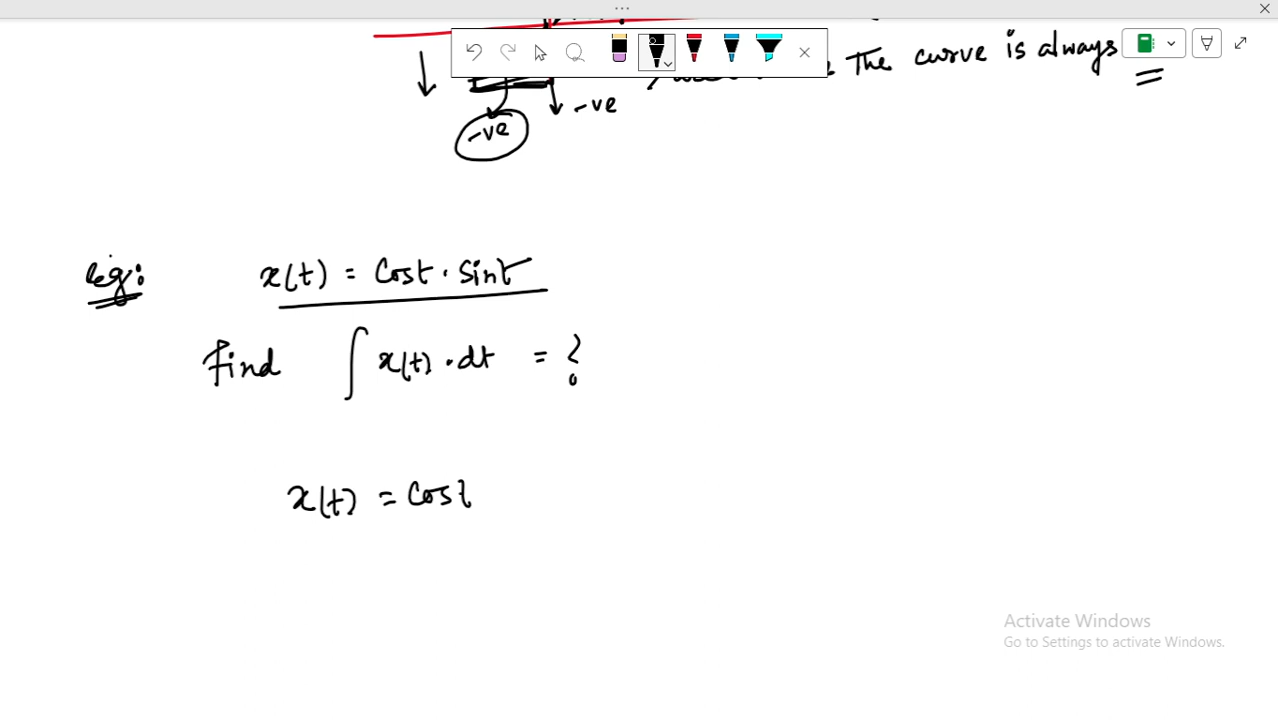 The curve is always
-ve
-ve
eg:
x(t) = Cost · Sint
Find ∫ x(t) · dt = ?
x(t) = Cost
Activate Windows
Go to Settings to activate Windows.